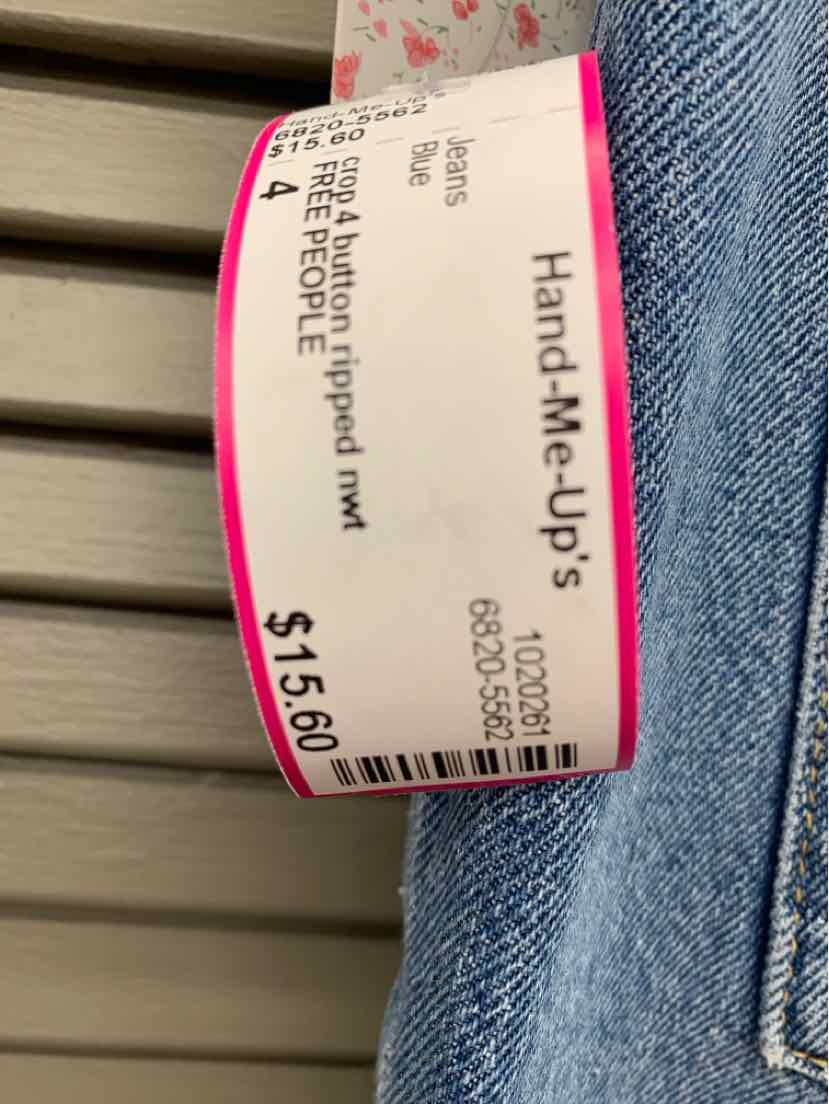 Hand-Me-Up's
1020261
6820-5562
Jeans
Blue
crop 4 button ripped nwt
FREE PEOPLE
4
$15.60
Hand-Me-Up's
6820-5562
$15.60